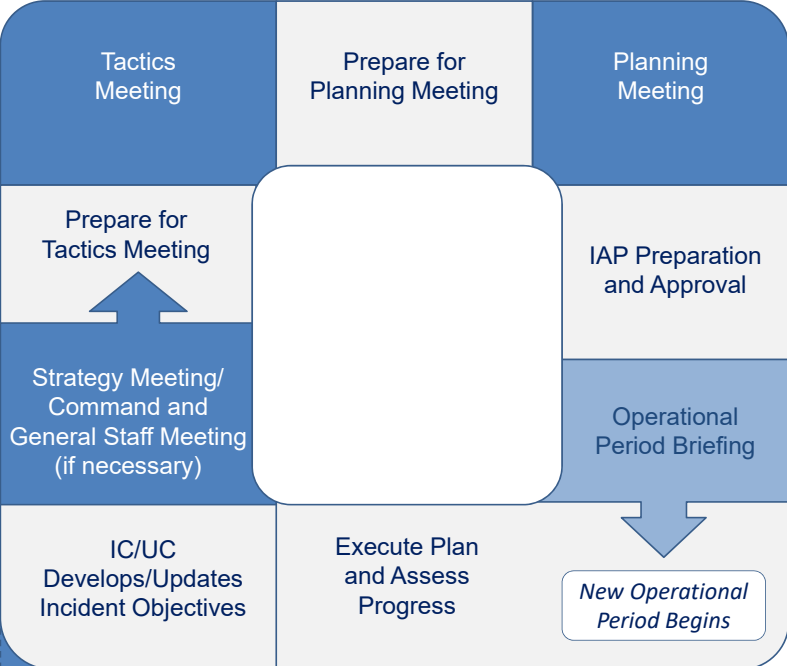 Tactics
Meeting
Prepare for
Planning Meeting
Planning
Meeting
Prepare for
Tactics Meeting
IAP Preparation
and Approval
Strategy Meeting/
Command and
General Staff Meeting
(if necessary)
Operational
Period Briefing
IC/UC
Develops/Updates
Incident Objectives
Execute Plan
and Assess
Progress
New Operational
Period Begins